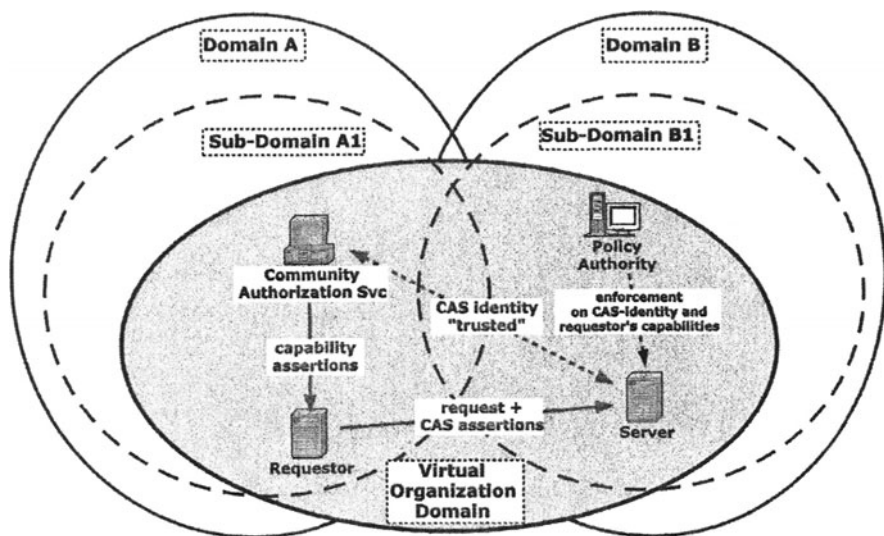 Domain A
Domain B
Sub-Domain A1
Sub-Domain B1
Policy
Authority
Community
Authorization Svc
enforcement
on CAS-identity and
requestor's capabilities
CAS identity
"trusted"
capability
assertions
request +
CAS assertions
Server
Requestor
Virtual
Organization
Domain